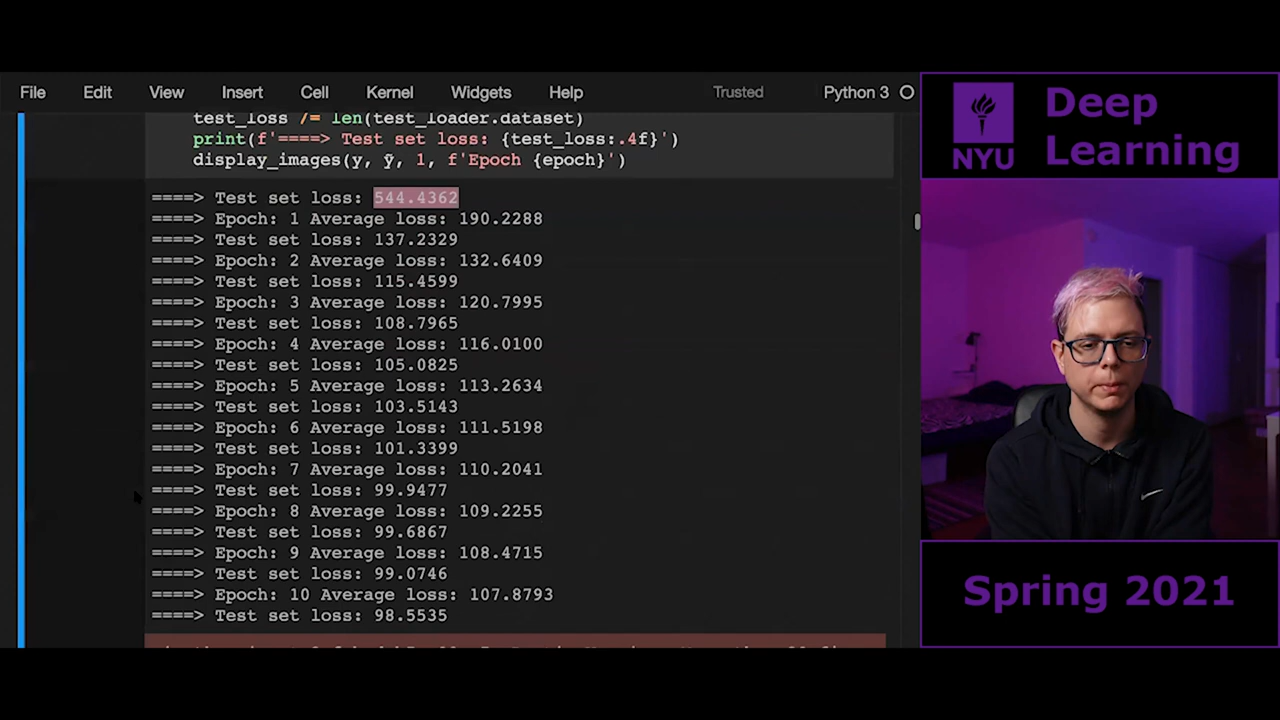 File Edit View Insert Cell Kernel Widgets Help Trusted Python 3
test_loss /= len(test_loader.dataset)
print(f'====> Test set loss: {test_loss:.4f}')
display_images(y, ỹ, 1, f'Epoch {epoch}')
====> Test set loss: 544.4362
====> Epoch: 1 Average loss: 190.2288
====> Test set loss: 137.2329
====> Epoch: 2 Average loss: 132.6409
====> Test set loss: 115.4599
====> Epoch: 3 Average loss: 120.7995
====> Test set loss: 108.7965
====> Epoch: 4 Average loss: 116.0100
====> Test set loss: 105.0825
====> Epoch: 5 Average loss: 113.2634
====> Test set loss: 103.5143
====> Epoch: 6 Average loss: 111.5198
====> Test set loss: 101.3399
====> Epoch: 7 Average loss: 110.2041
====> Test set loss: 99.9477
====> Epoch: 8 Average loss: 109.2255
====> Test set loss: 99.6867
====> Epoch: 9 Average loss: 108.4715
====> Test set loss: 99.0746
====> Epoch: 10 Average loss: 107.8793
====> Test set loss: 98.5535
NYU
Deep
Learning
Spring 2021